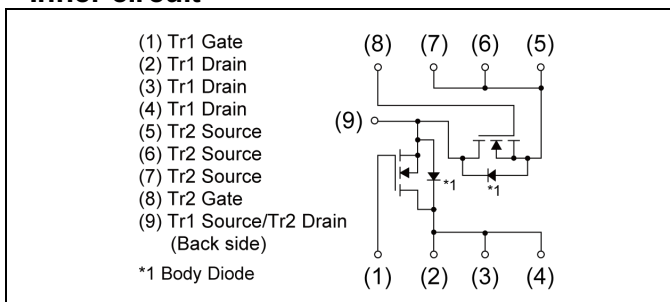 (1) Tr1 Gate
(2) Tr1 Drain
(3) Tr1 Drain
(4) Tr1 Drain
(5) Tr2 Source
(6) Tr2 Source
(7) Tr2 Source
(8) Tr2 Gate
(9) Tr1 Source/Tr2 Drain
(Back side)
*1 Body Diode
(8) (7) (6) (5)
(9)
*1
*1
(1) (2) (3) (4)